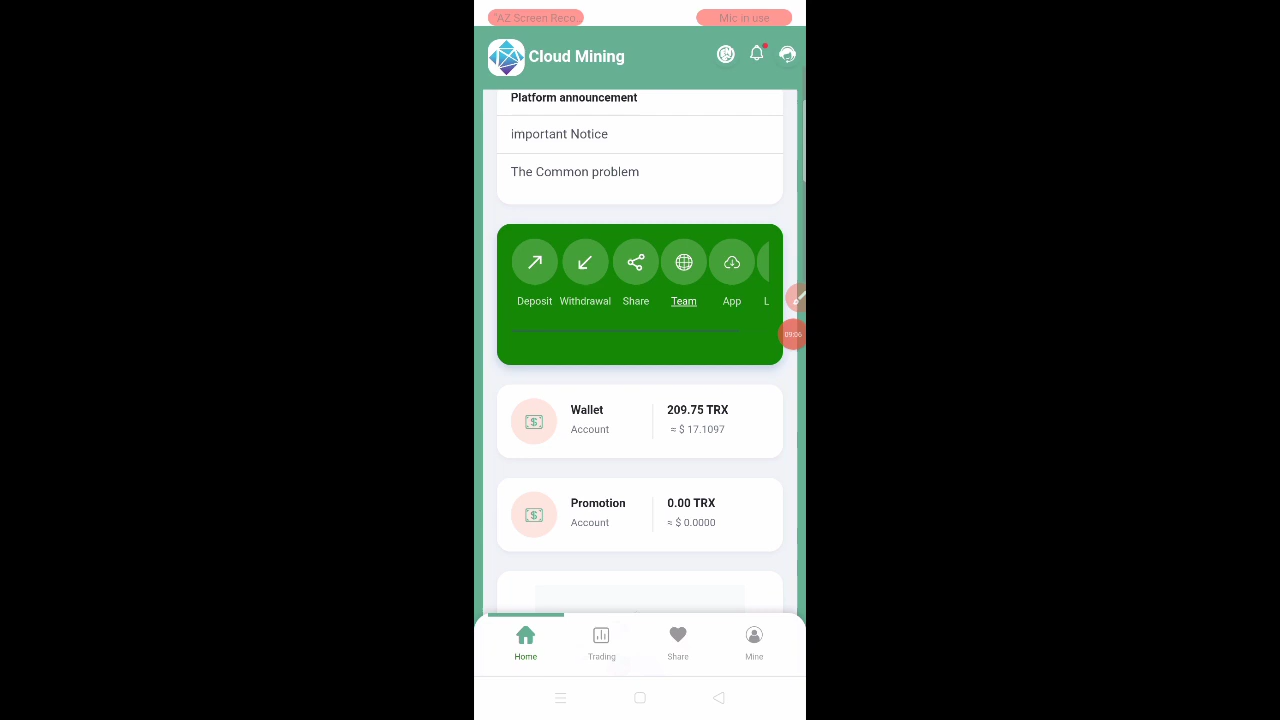 "AZ Screen Reco
Mic in use
Cloud Mining
Platform announcement
important Notice
The Common problem
Deposit Withdrawal Share Team App L
Wallet 209.75 TRX
Account ≈ $ 17.1097
Promotion 0.00 TRX
Account ≈ $ 0.0000
09:06
Home Trading Share Mine